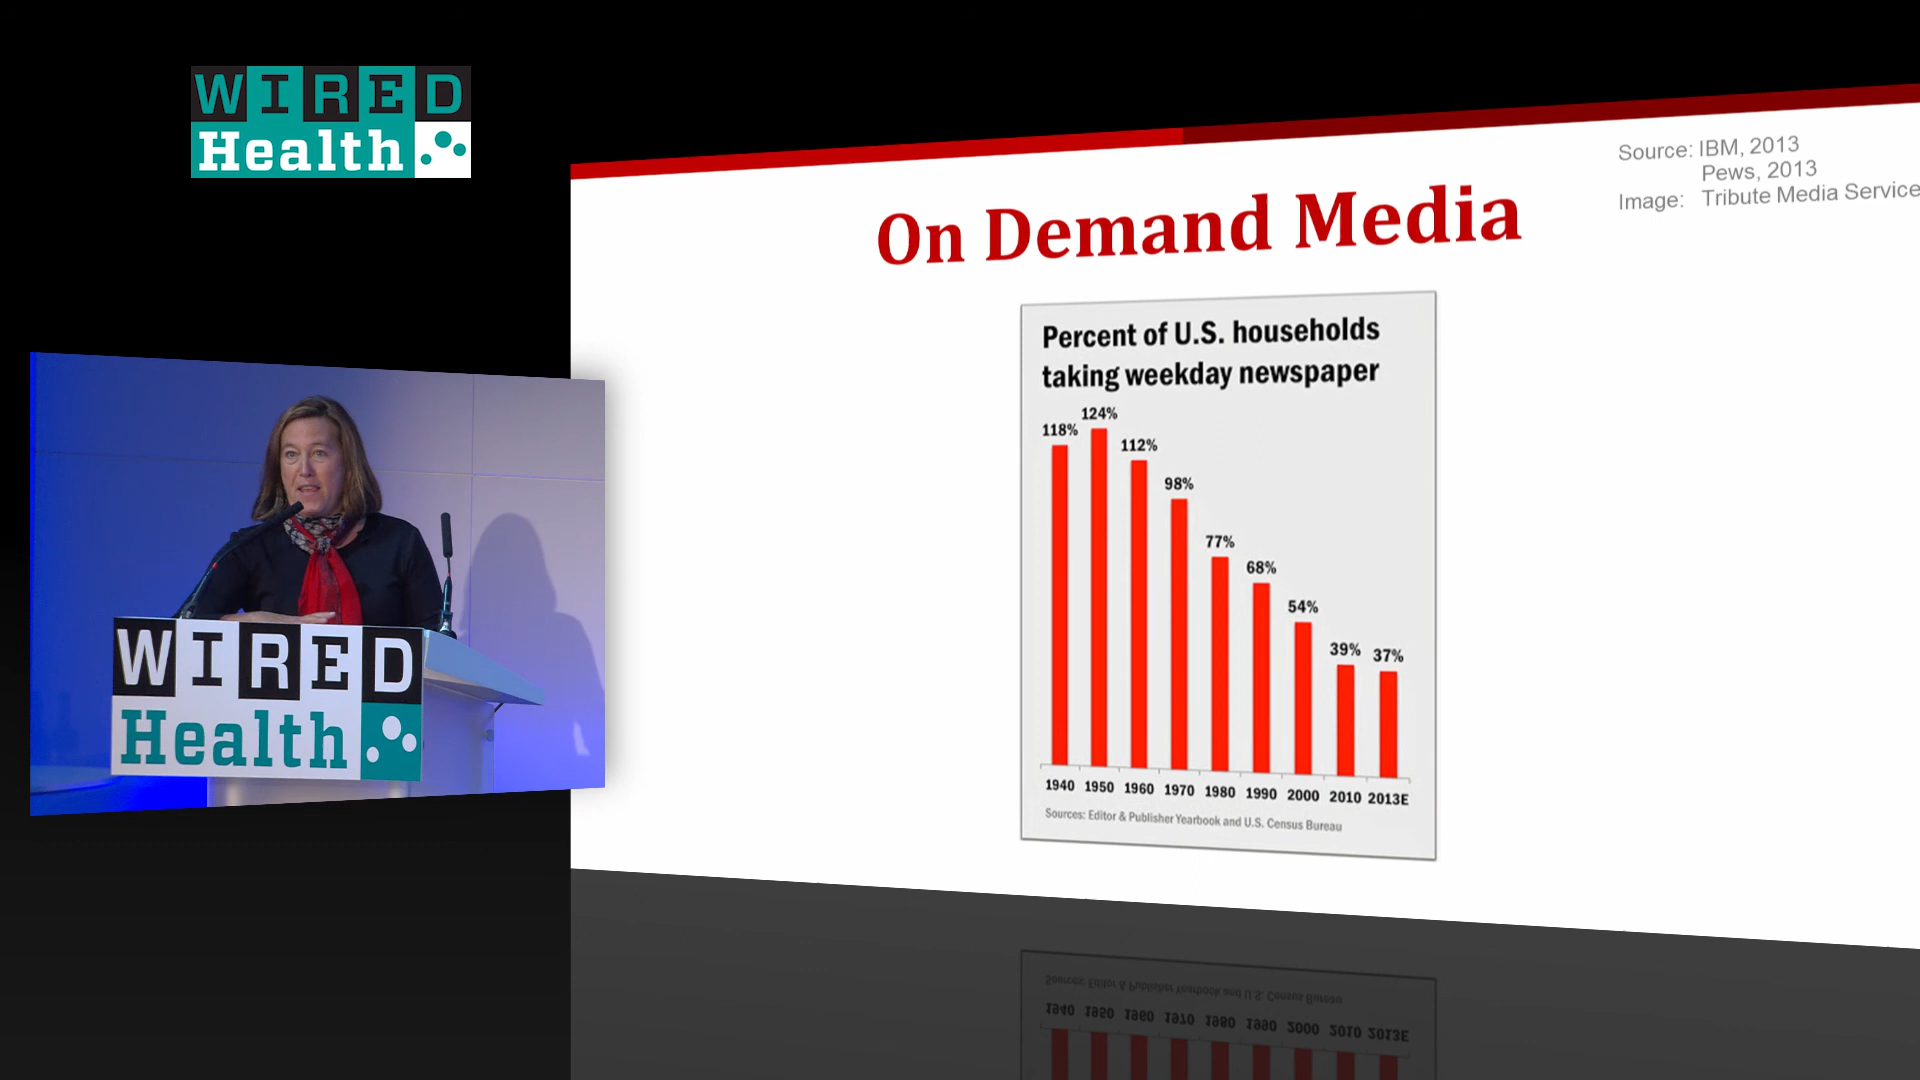 WIRED
Health
Source: IBM, 2013
Pews, 2013
Image: Tribute Media Service
On Demand Media
Percent of U.S. households
taking weekday newspaper
118% 124% 112% 98% 77% 68% 54% 39% 37%
1940 1950 1960 1970 1980 1990 2000 2010 2013E
Sources: Editor & Publisher Yearbook and U.S. Census Bureau
WIRED
Health